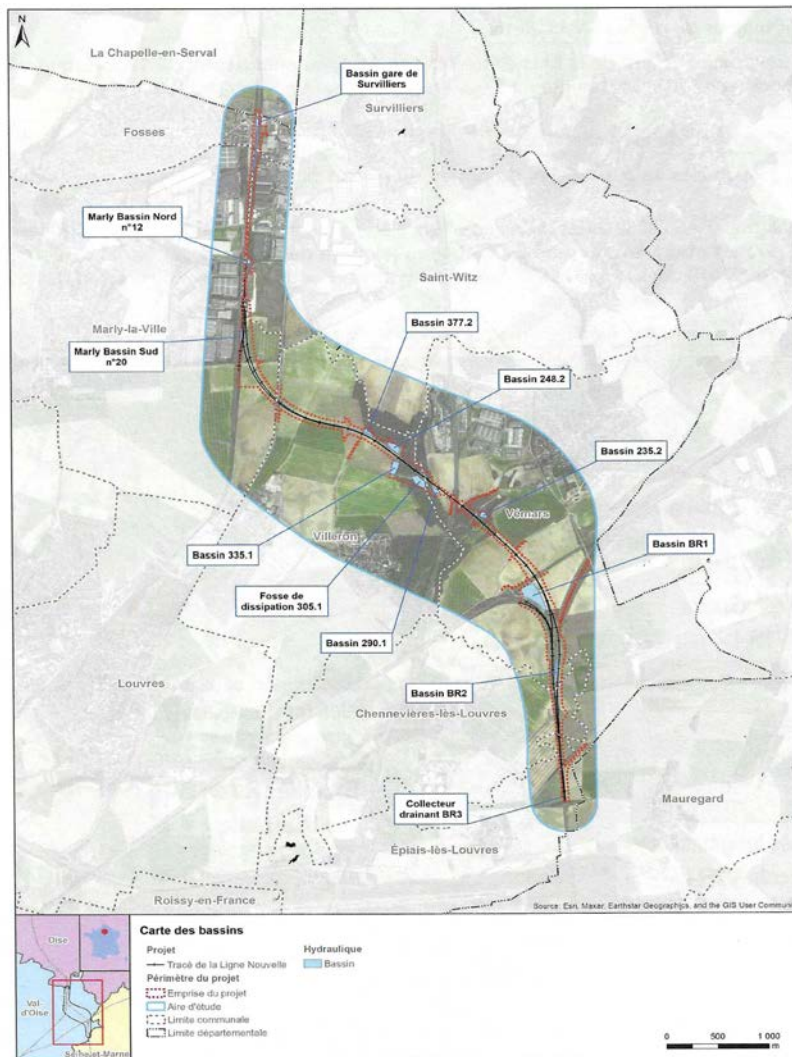 N
La Chapelle-en-Serval
Bassin gare de
Survilliers
Survilliers
Fosses
Marly Bassin Nord
n°12
Saint-Witz
Marly-la-Ville
Bassin 377.2
Marly Bassin Sud
n°20
Bassin 248.2
Bassin 235.2
Vémars
Villeron
Bassin 335.1
Bassin BR1
Fosse de
dissipation 305.1
Bassin 290.1
Louvres
Bassin BR2
Chennevières-lès-Louvres
Collecteur
drainant BR3
Mauregard
Épiais-lès-Louvres
Roissy-en-France
Source: Esri, Maxar, Earthstar Geographics, and the GIS User Communi
Oise
Val-
d'Oise
Seine-et-Marne
Carte des bassins
Projet
Tracé de la Ligne Nouvelle
Périmètre du projet
Emprise du projet
Aire d'étude
Limite communale
Limite départementale
Hydraulique
Bassin
0 500 1 000
m